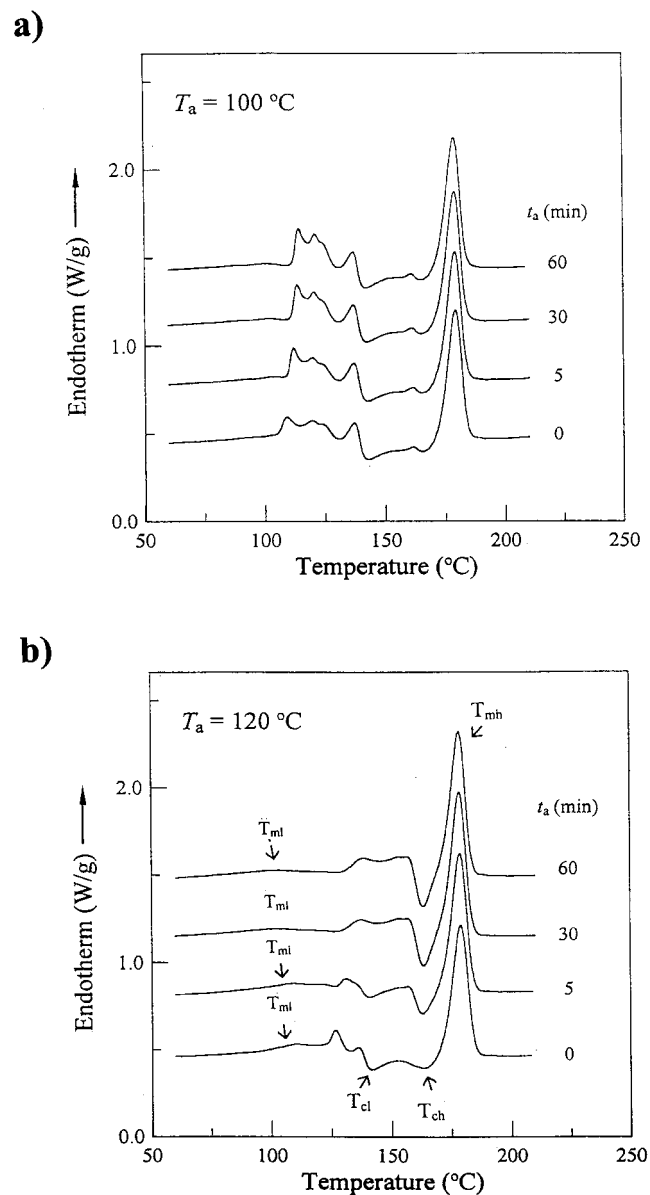 a)
Tₐ = 100 °C
2.0
tₐ (min)
60
30
1.0
5
0
0.0
50
100
150
200
250
Endotherm (W/g)
Temperature (°C)
b)
Tₐ = 120 °C
Tmh
2.0
tₐ (min)
Tml
60
Tml
30
Tml
1.0
5
Tml
0
Tcl
Tch
0.0
50
100
150
200
250
Endotherm (W/g)
Temperature (°C)